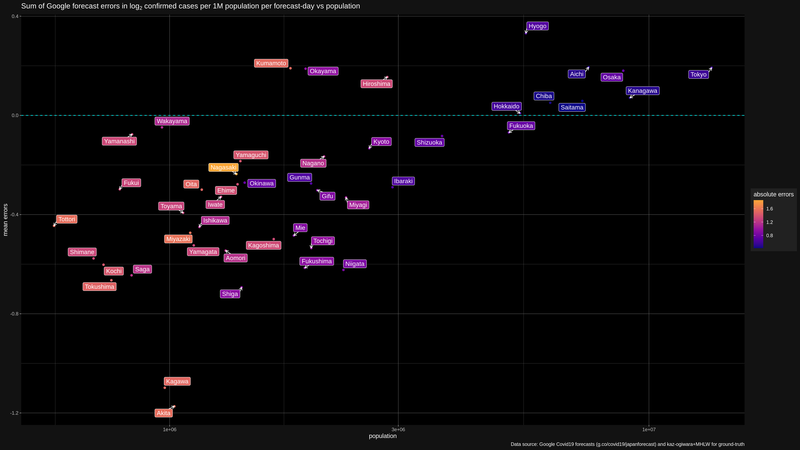 Sum of Google forecast errors in log₂ confirmed cases per 1M population per forecast-day vs population
0.4
Hyogo
Kumamoto
Okayama
Hiroshima
Aichi
Osaka
Tokyo
Kanagawa
Chiba
Hokkaido
Saitama
0.0
Wakayama
Fukuoka
Yamanashi
Kyoto
Shizuoka
Yamaguchi
Nagano
Nagasaki
Gunma
Ibaraki
Fukui
Oita
Okinawa
Ehime
Gifu
Toyama
Iwate
Miyagi
-0.4
Tottori
Ishikawa
Mie
Miyazaki
Tochigi
Kagoshima
Shimane
Yamagata
Aomori
Fukushima
Niigata
Kochi
Saga
Tokushima
Shiga
-0.8
Kagawa
-1.2
Akita
mean errors
1e+06
3e+06
1e+07
population
absolute errors
1.6
1.2
0.8
Data source: Google Covid19 forecasts (g.co/covid19/japanforecast) and kaz-ogiwara+MHLW for ground-truth